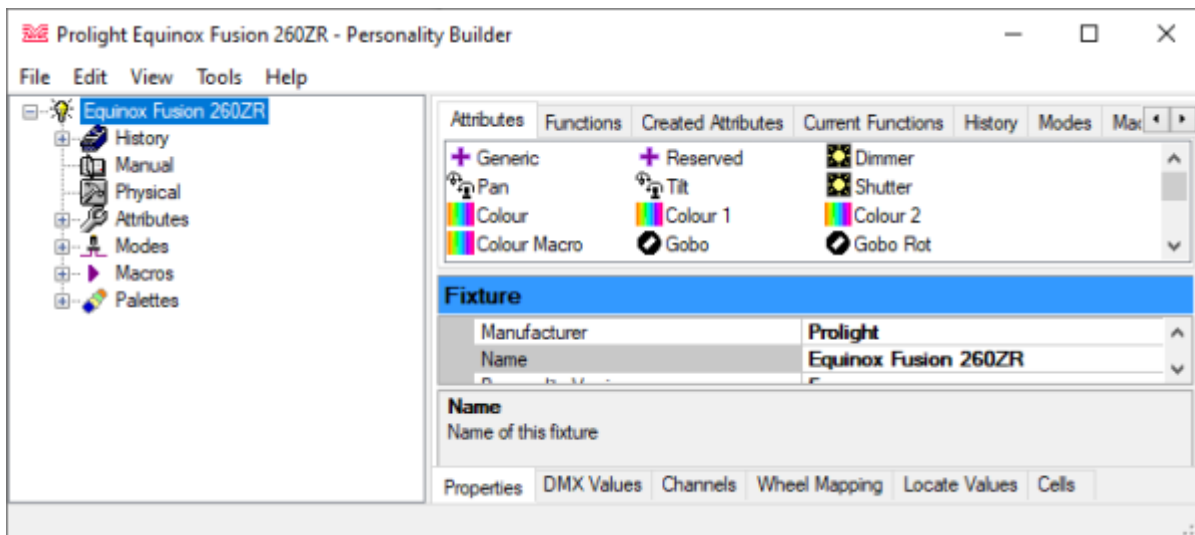 Prolight Equinox Fusion 260ZR - Personality Builder
File Edit View Tools Help
Equinox Fusion 260ZR
History
Manual
Physical
Attributes
Modes
Macros
Palettes
Attributes Functions Created Attributes Current Functions History Modes Mac
Generic Reserved Dimmer
Pan Tilt Shutter
Colour Colour 1 Colour 2
Colour Macro Gobo Gobo Rot
Fixture
Manufacturer Prolight
Name Equinox Fusion 260ZR
Name
Name of this fixture
Properties DMX Values Channels Wheel Mapping Locate Values Cells